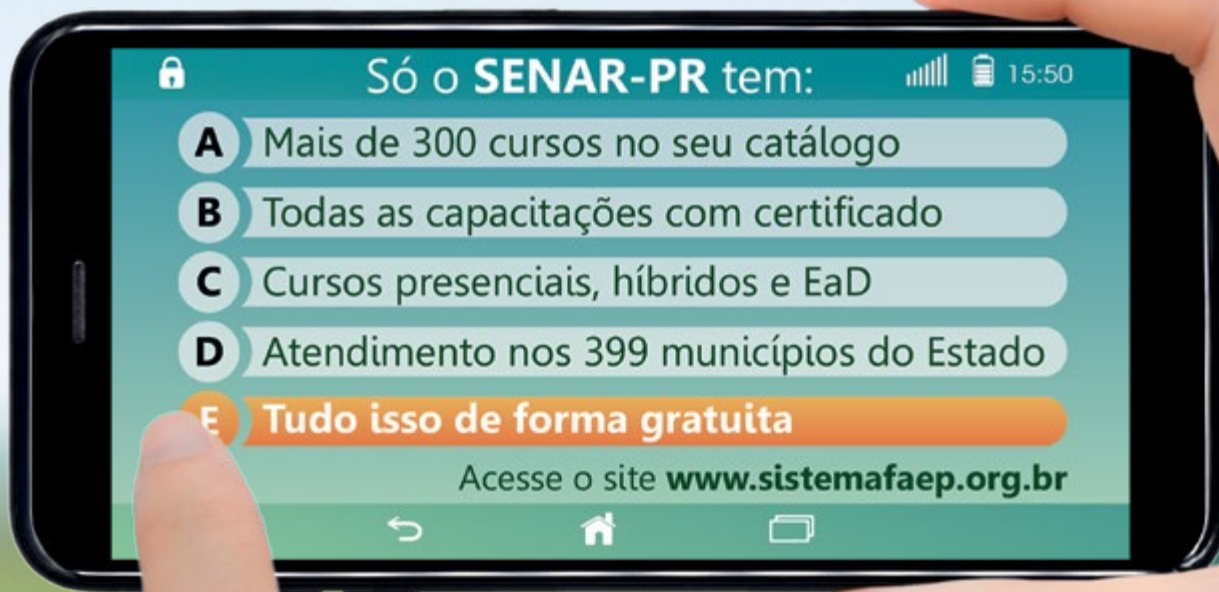 Só o SENAR-PR tem:
15:50
A Mais de 300 cursos no seu catálogo
B Todas as capacitações com certificado
C Cursos presenciais, híbridos e EaD
D Atendimento nos 399 municípios do Estado
E Tudo isso de forma gratuita
Acesse o site www.sistemafaep.org.br